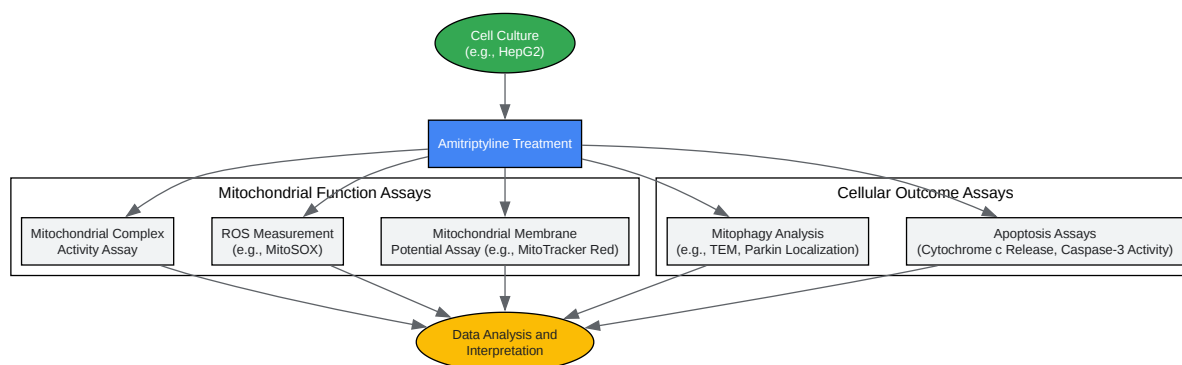 Cell Culture
(e.g., HepG2)
Amitriptyline Treatment
Mitochondrial Function Assays
Cellular Outcome Assays
Mitochondrial Complex
Activity Assay
ROS Measurement
(e.g., MitoSOX)
Mitochondrial Membrane
Potential Assay (e.g., MitoTracker Red)
Mitophagy Analysis
(e.g., TEM, Parkin Localization)
Apoptosis Assays
(Cytochrome c Release, Caspase-3 Activity)
Data Analysis and
Interpretation